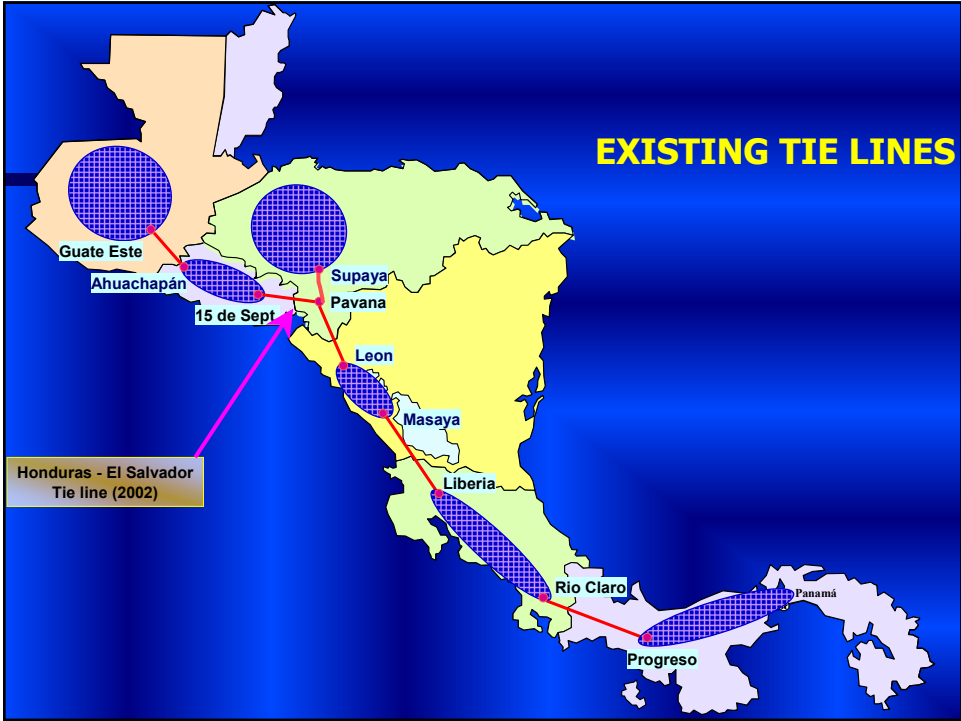 EXISTING TIE LINES
Guate Este
Ahuachapán
Supaya
Pavana
15 de Sept
Leon
Masaya
Honduras - El Salvador
Tie line (2002)
Liberia
Rio Claro
Panamá
Progreso